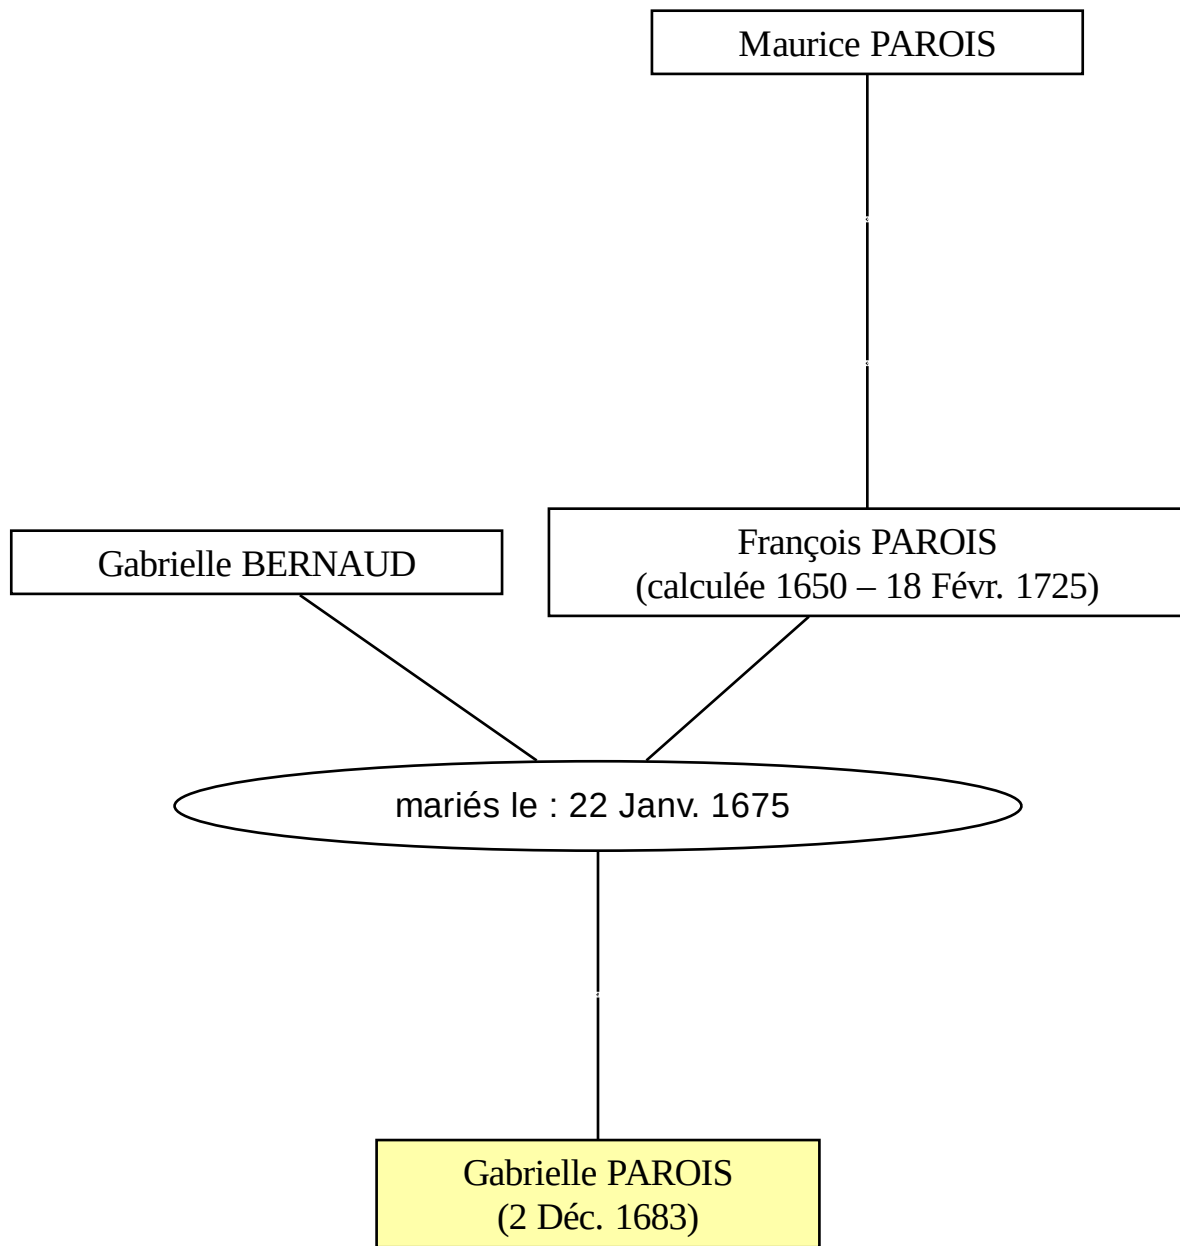 Maurice PAROIS
Gabrielle BERNAUD
François PAROIS
(calculée 1650 – 18 Févr. 1725)
mariés le : 22 Janv. 1675
Gabrielle PAROIS
(2 Déc. 1683)